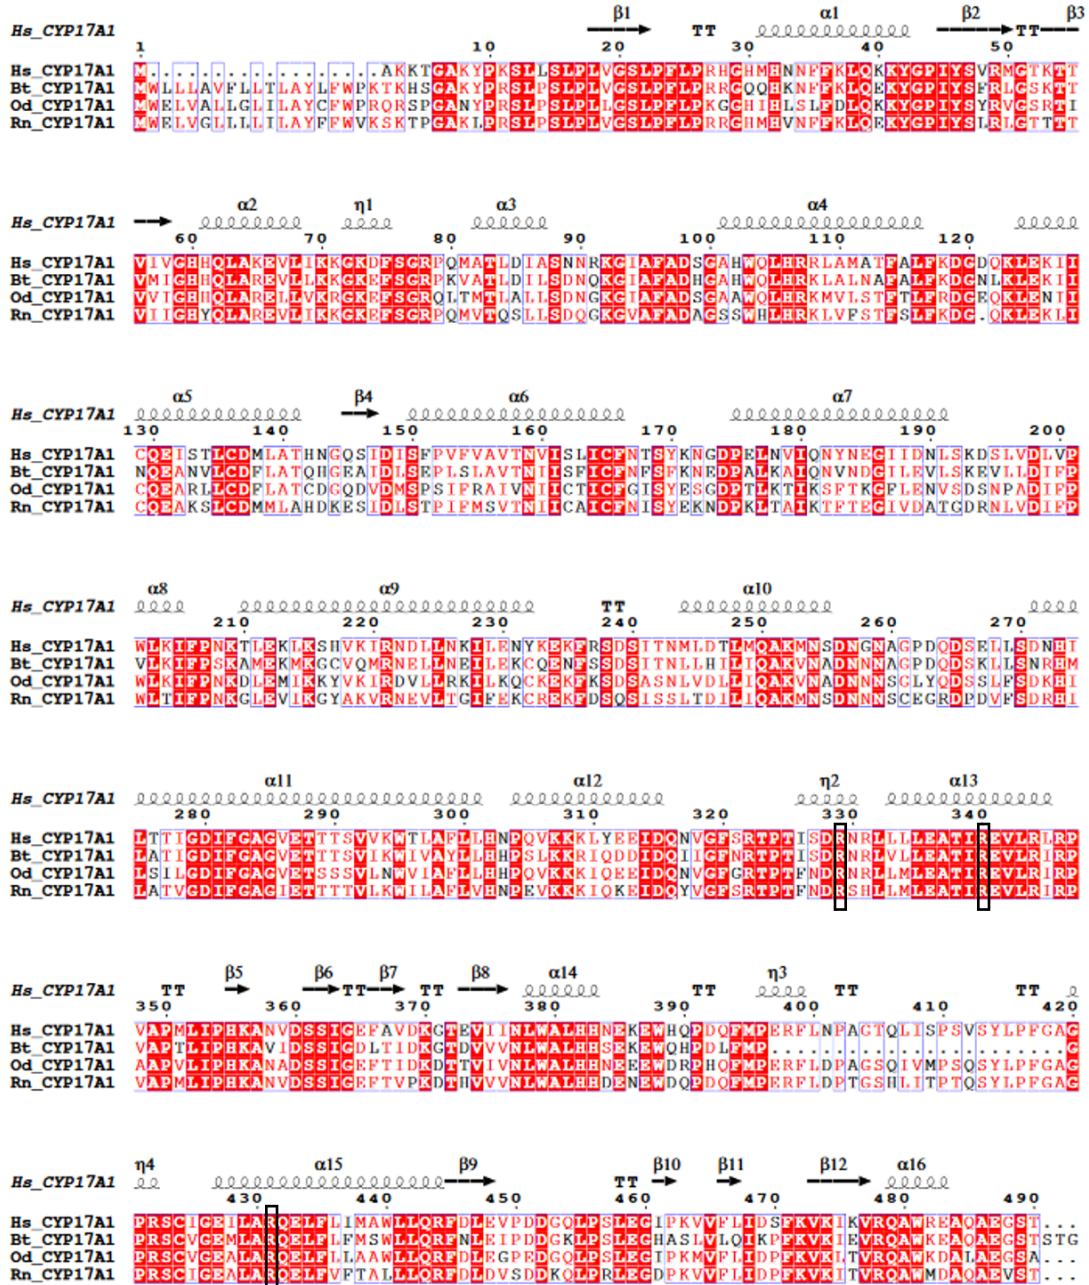 β1 TT α1 β2 TT β3
Hs_CYP17A1
1 10 20 30 40 50
Hs_CYP17A1 M..................AKKTGAKYPKSLLSLPLVGSLPFLPRHGHMHNNFFKLQKKYGPIYSVRMGTKTT
Bt_CYP17A1 MWLLLAVFLLTLAYLFWPKTKHSGAKYPRSLPSLPLVGSLPFLPRRGQQHKNFFKLQEKYGPIYSFRLGSKTT
Od_CYP17A1 MWELVALLGLILAYCFWPRQRSPGANYPRSLPSLPLLGSLPFLPKGGHIHLSLFDLQKKYGPIYSYRVGSRTI
Rn_CYP17A1 MWELVGLLLLILAYFFWVKSKTPGAKLPRSLPSLPLVGSLPFLPRRGHMHVNFFKLQEKYGPIYSLRLGTTTT
α2 η1 α3 α4
Hs_CYP17A1
60 70 80 90 100 110 120
Hs_CYP17A1 VIVGHHQLAKEVLIKKGKDFSGRPQMATLDIASNNRKGIAFADSGAHWQLHRRLAMATFALFKDGDQKLEKII
Bt_CYP17A1 VMIGHHQLAREVLLKKGKEFSGRPKVATLDILSDNQKGIAFADHGAHWQLHRKLALNAFALFKDGNLKLEKII
Od_CYP17A1 VVIGHHQLARELLVKRGKEFSGRQLTMTLALLSDNGKGIAFADSGAAWQLHRKMVLSTFTLFRDGEQKLENII
Rn_CYP17A1 VIIGHYQLAREVLIKKGKEFSGRPQMVTQSLLSDQGKGVAFADAGSSWHLHRKLVFSTFSLFKDG.QKLEKLI
α5 β4 α6 α7
Hs_CYP17A1
130 140 150 160 170 180 190 200
Hs_CYP17A1 CQEISTLCDMLATHNGQSIDISFPVFVAVTNVISLICFNTSYKNGDPELNVIQNYNEGIIDNLSKDSLVDLVP
Bt_CYP17A1 NQEANVLCDFLATQHGEAIDLSEPLSLAVTNIISFICFNFSFKNEDPALKAIQNVNDGILEVLSKEVLLDIFP
Od_CYP17A1 CQEARLLCDFLATCDGQDVDMSPSIFRAIVNIICTICFGISYESGDPTLKTIKSFTKGFLENVSDSNPADIFP
Rn_CYP17A1 CQEAKSLCDMMLAHDKESIDLSTPIFMSVTNIICAICFNISYEKNDPKLTAIKTFTEGIVDATGDRNLVDIFP
α8 α9 TT α10
Hs_CYP17A1
210 220 230 240 250 260 270
Hs_CYP17A1 WLKIFPNKTLEKLKSHVKIRNDLLNKILENYKEKFRSDSITNMLDTLMQAKMNSDNGNAGPDQDSELLSDNHI
Bt_CYP17A1 VLKIFPSKAMEKMKGCVQMRNELLNEILEKCQENFSSDSITNLLHILIQAKVNADNNNAGPDQDSKLLSNRHM
Od_CYP17A1 WLKIFPNKDLEMIKKYVKIRDVLLRKILKQCKEKFKSDSASNLVDLLIQAKVNADNNNSGLYQDSSLFSDKHI
Rn_CYP17A1 WLTIFPNKGLEVIKGYAKVRNEVLTGIFEKCREKFDSQSISSLTDILIQAKMNSDNNNSCEGRDPDVFSDRHI
α11 α12 η2 α13
Hs_CYP17A1
280 290 300 310 320 330 340
Hs_CYP17A1 LTTIGDIFGAGVETTTSVVKWTLAFLLHNPQVKKKLYEEIDQNVGFSRTPTISDRNRLLLLEATIREVLRLRP
Bt_CYP17A1 LATIGDIFGAGVETTTSVIKWIVAYLLHHPSLKKRIQDDIDQIIGFNRTPTISDRNRLVLLEATIREVLRIRP
Od_CYP17A1 LSILGDIFGAGVETSSSVLNWVIAFLLHHPQVKKKIQEEIDQNVGFGRTPTFNDRNRLLMLEATIREVLRIRP
Rn_CYP17A1 LATVGDIFGAGIETTTTVLKWILAFLVHNPEVKKKIQKEIDQYVGFSRTPTFNDRSHLLMLEATIREVLRIRP
TT β5 β6 TT β7 TT β8 α14 TT η3 TT TT
Hs_CYP17A1
350 360 370 380 390 400 410 420
Hs_CYP17A1 VAPMLIPHKANVDSSIGEFAVDKGTEVIINLWALHHNEKEWHQPDQFMPERFLNPAGTQLISPSVSYLPFGAG
Bt_CYP17A1 VAPTLIPHKAVIDSSIGDLTIDKGTDVVVNLWALHHSEKEWQHPDLFMP.......................G
Od_CYP17A1 AAPVLIPHKANADSSIGEFTIDKDTTVIVNLWALHHNEEEWDRPHQFMPERFLDPAGSQIVMPSQSYLPFGAG
Rn_CYP17A1 VAPMLIPHKANVDSSIGEFTVPKDTHVVVNLWALHHDENEWDQPDQFMPERFLDPTGSHLITPTQSYLPFGAG
η4 α15 β9 TT β10 β11 β12 α16
Hs_CYP17A1
430 440 450 460 470 480 490
Hs_CYP17A1 PRSCIGEILARQELFLIMAWLLQRFDLEVPDDGQLPSLEGIPKVVFLIDSFKVKIKVRQAWREAQAEGST...
Bt_CYP17A1 PRSCVGEMLARQELFLFMSWLLQRFNLEIPDDGKLPSLEGHASLVLQIKPFKVKIEVRQAWKEAQAEGSTSTG
Od_CYP17A1 PRSCVGEALARQELFLLAAWLLQRFDLEGPEDGQLPSLEGIPKMVFLIDPFKVKLTVRQAWKDALAEGSA...
Rn_CYP17A1 PRSCIGEALARQELFVFTALLLQRFDLDVSDDKQLPRLEGDPKVVFLIDPFKVKITVRQAWMDAQAEVST...